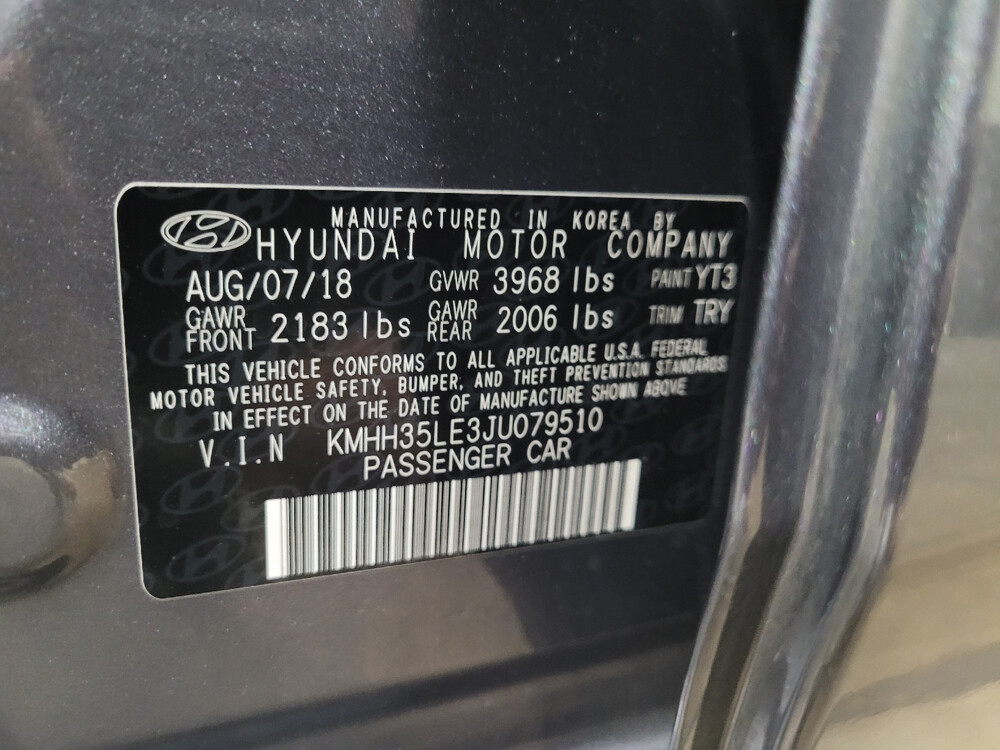 MANUFACTURED IN KOREA BY
HYUNDAI MOTOR COMPANY
AUG/07/18 GVWR 3968 lbs PAINT YT3
GAWR FRONT 2183 lbs GAWR REAR 2006 lbs TRIM TRY
THIS VEHICLE CONFORMS TO ALL APPLICABLE U.S.A. FEDERAL
MOTOR VEHICLE SAFETY, BUMPER, AND THEFT PREVENTION STANDARDS
IN EFFECT ON THE DATE OF MANUFACTURE SHOWN ABOVE
V.I.N KMHH35LE3JU079510
PASSENGER CAR